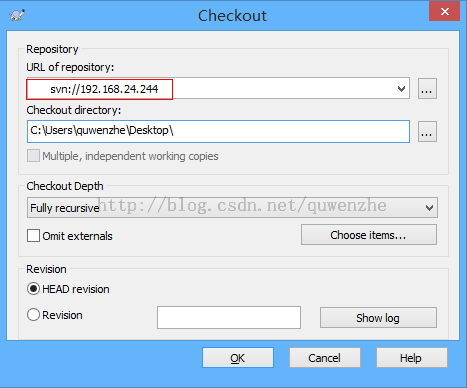 Checkout
Repository
URL of repository:
svn://192.168.24.244
...
Checkout directory:
C:\Users\quwenzhe\Desktop\
...
Multiple, independent working copies
Checkout Depth
Fully recursive
http://blog.csdn.net/quwenzhe
Omit externals
Choose items...
Revision
HEAD revision
Revision
Show log
OK
Cancel
Help